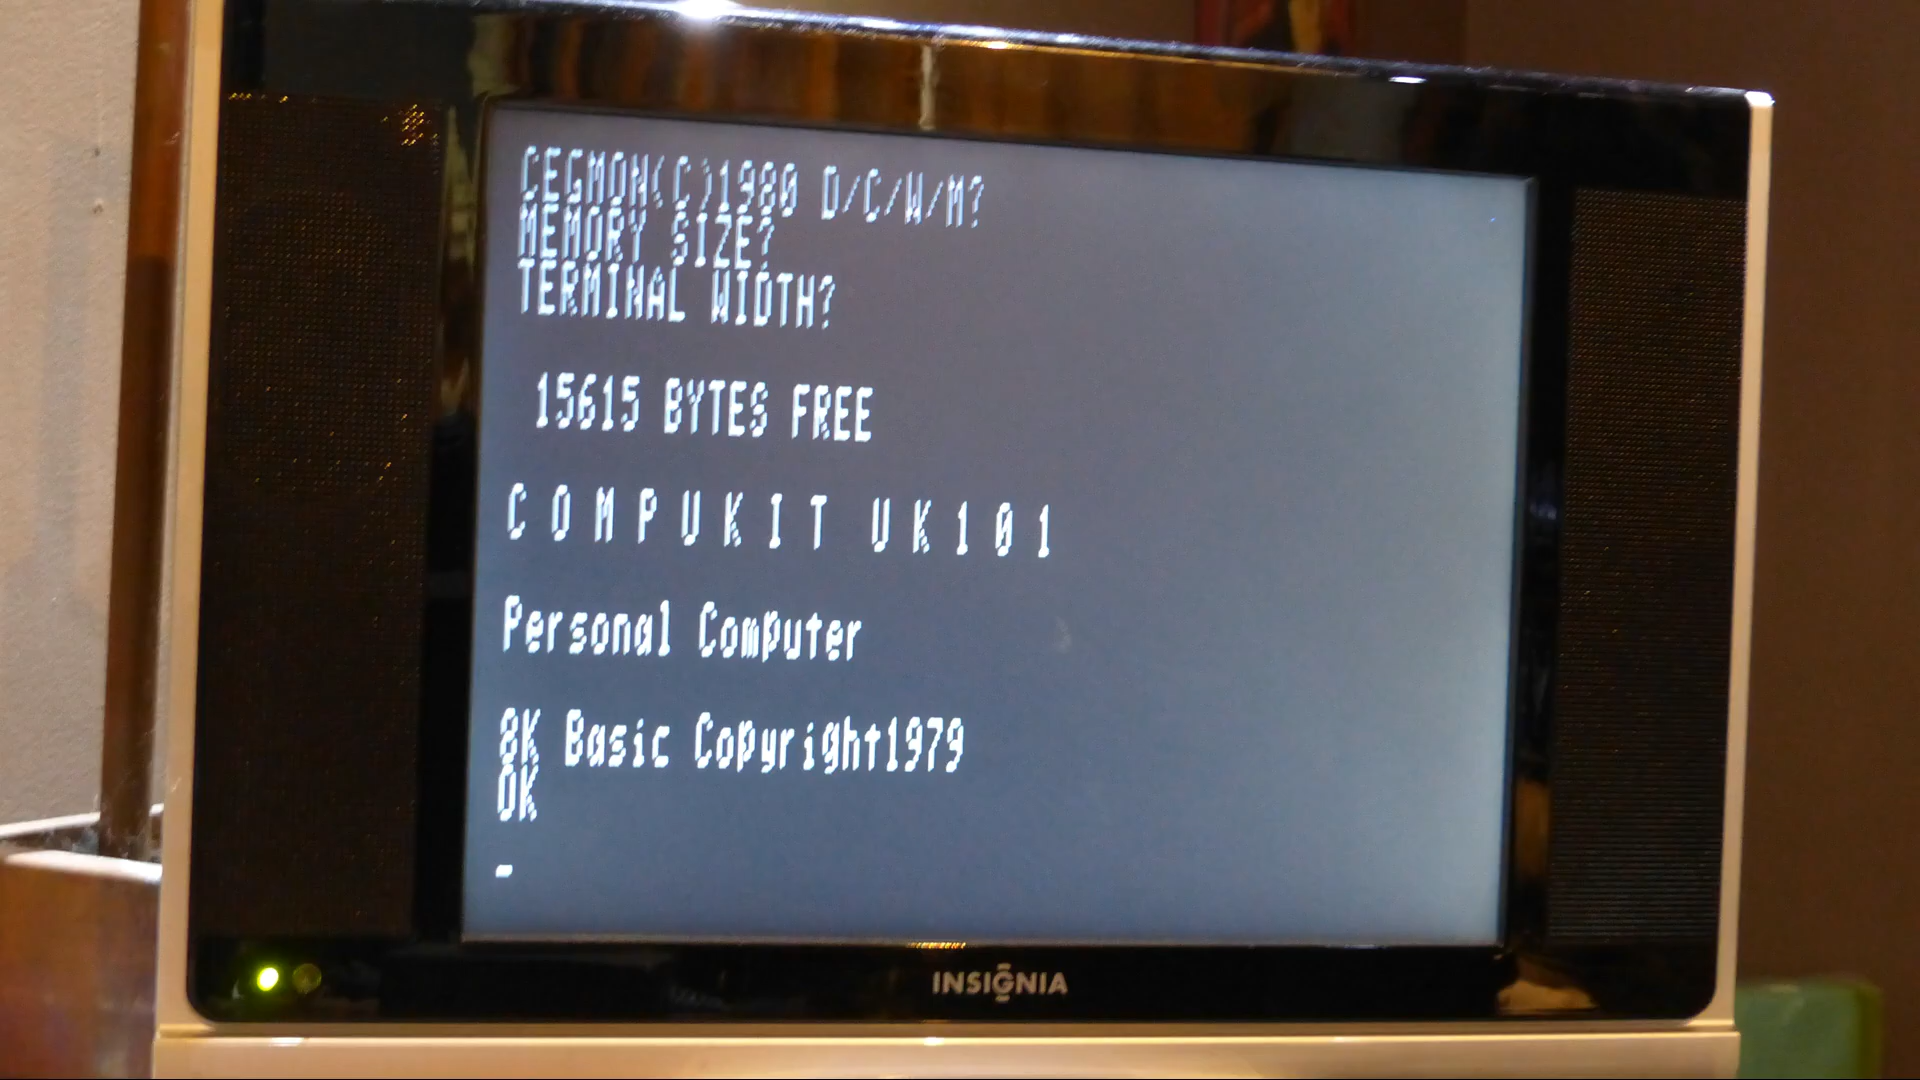 CEGMON(C)1980 D/C/W/M?
MEMORY SIZE?
TERMINAL WIDTH?
15615 BYTES FREE
C O M P U K I T  U K 1 0 1
Personal Computer
8K Basic Copyright1979
OK
_
INSIGNIA